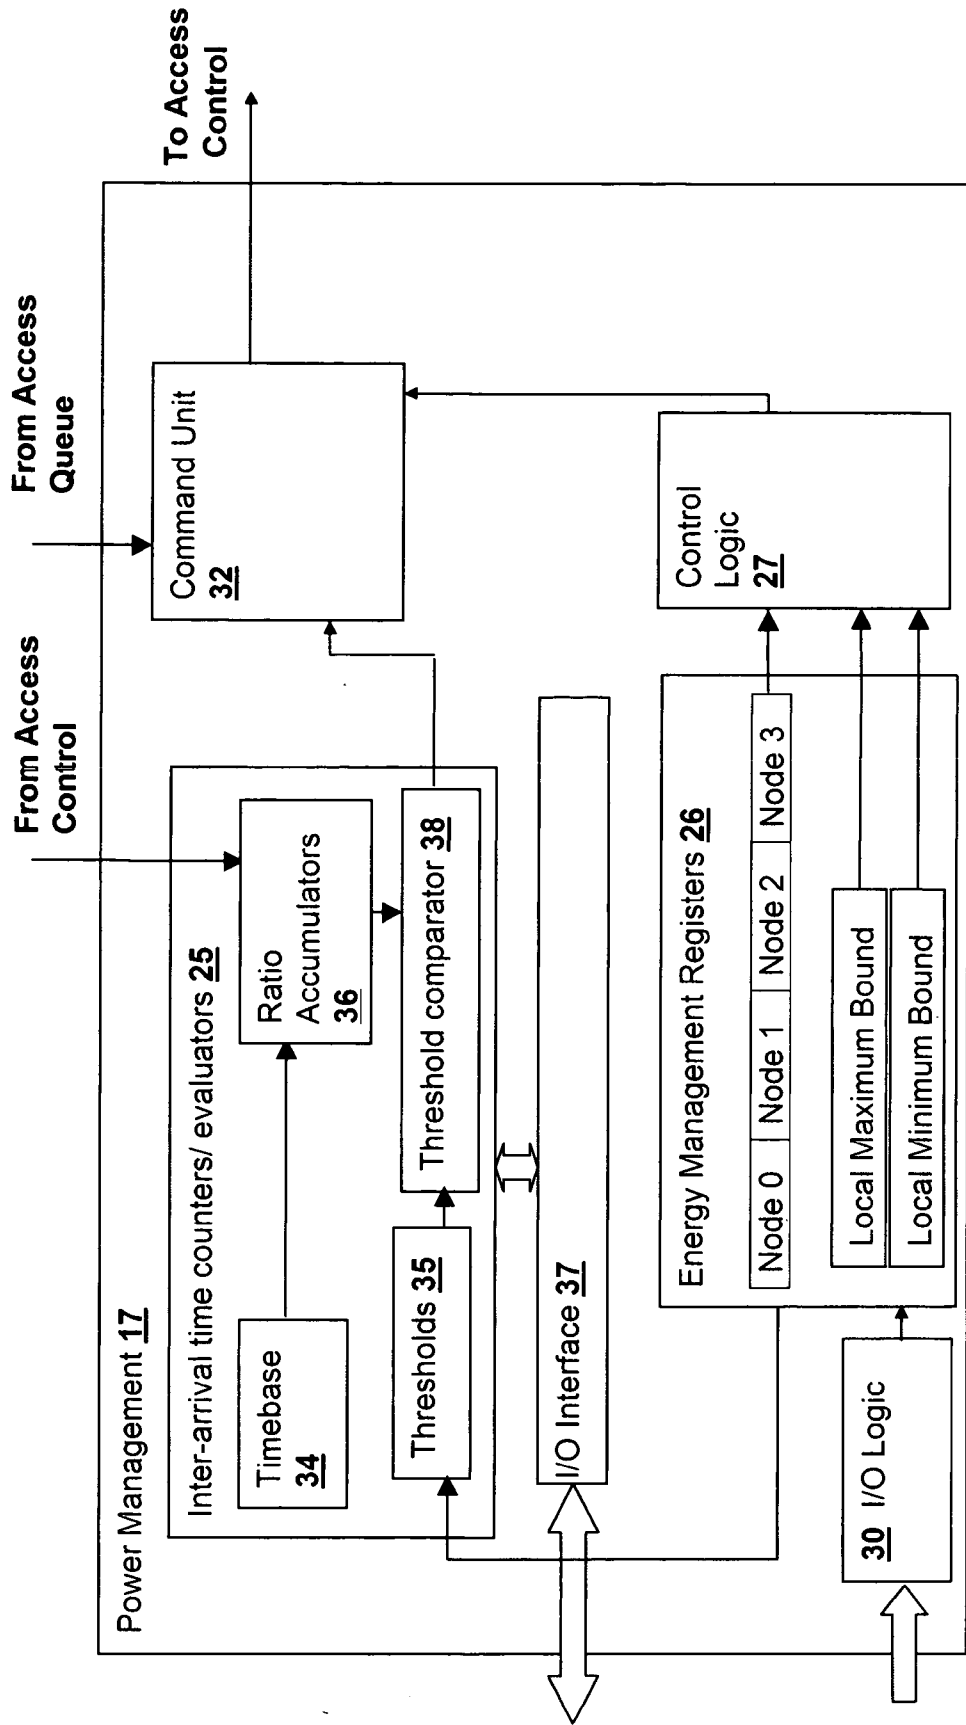 From Access
Control
From Access
Queue
To Access
Control
Power Management 17
Inter-arrival time counters/ evaluators 25
Timebase
34
Ratio
Accumulators
36
Thresholds 35
Threshold comparator 38
Command Unit
32
I/O Interface 37
Energy Management Registers 26
Node 0
Node 1
Node 2
Node 3
Local Maximum Bound
Local Minimum Bound
Control
Logic
27
30 I/O Logic